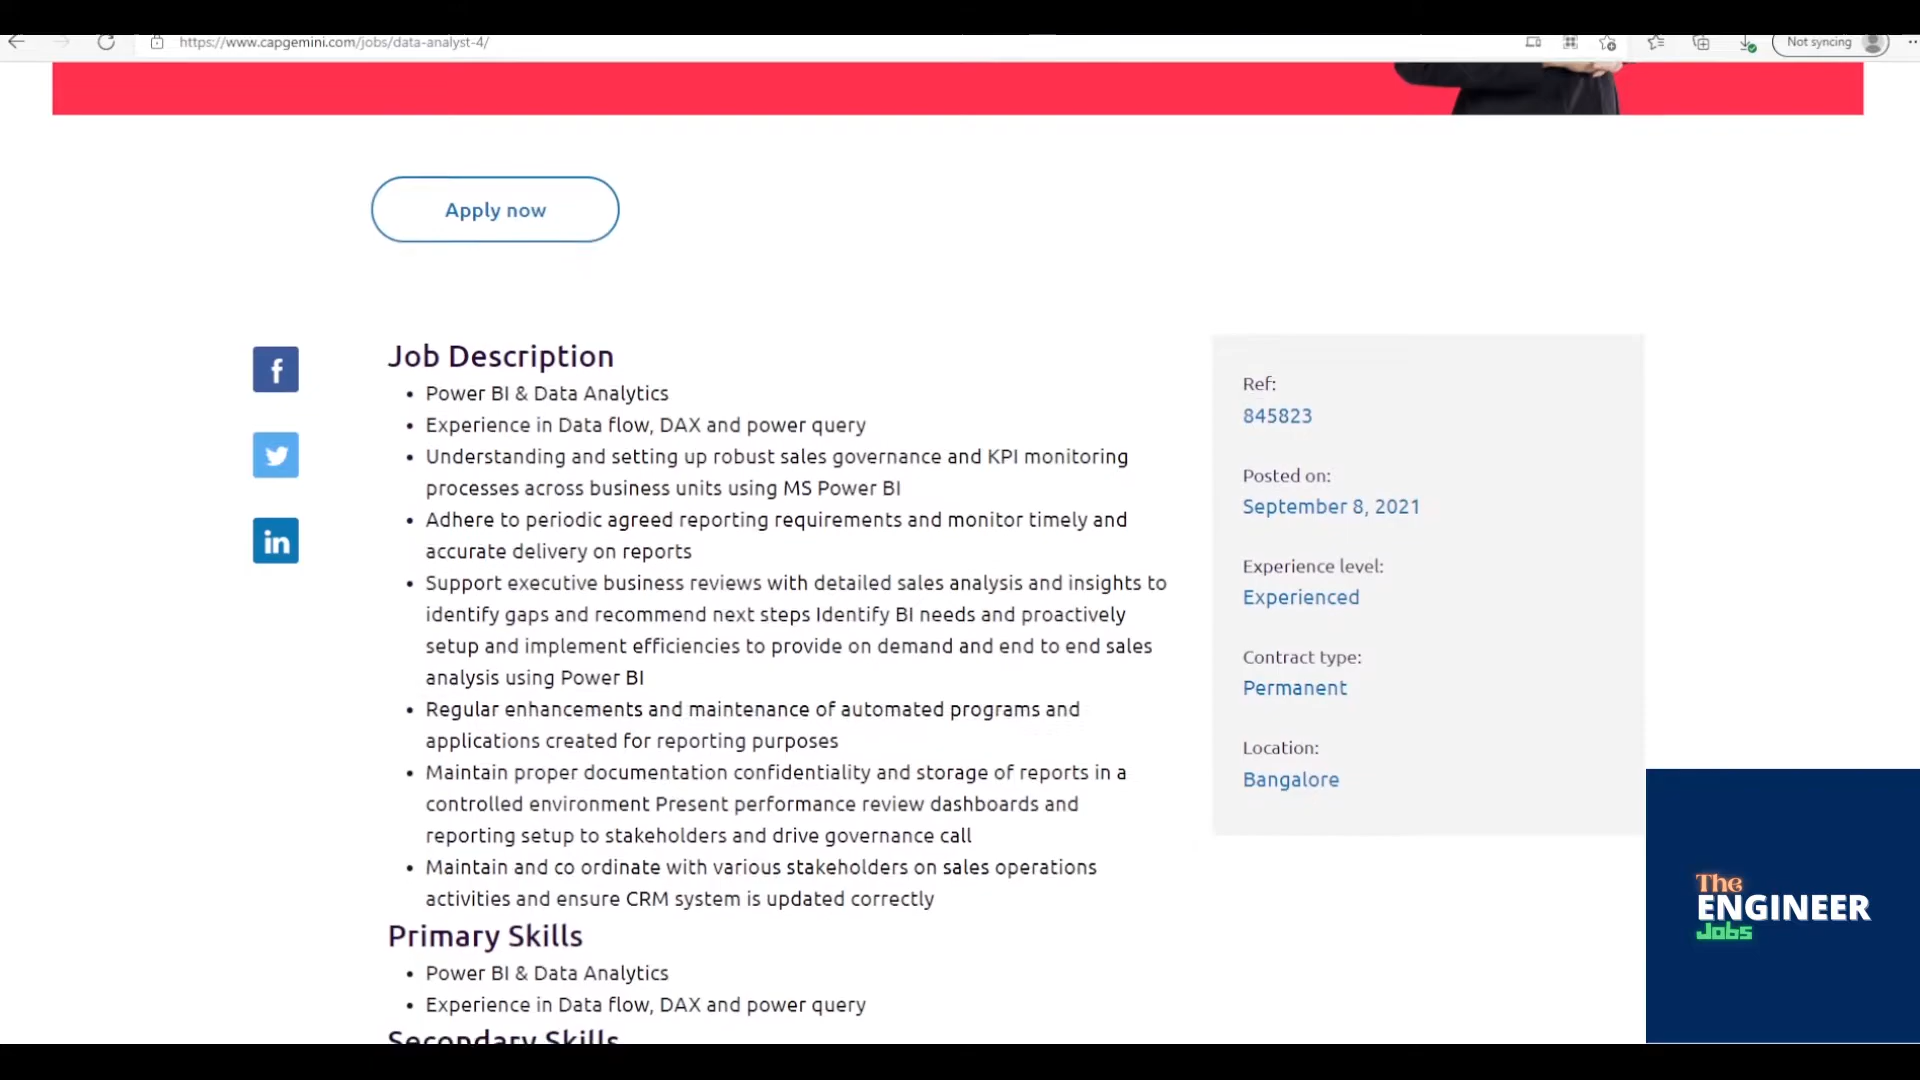 https://www.capgemini.com/jobs/data-analyst-4/
Not syncing
Apply now
Job Description
• Power BI & Data Analytics
• Experience in Data flow, DAX and power query
• Understanding and setting up robust sales governance and KPI monitoring
processes across business units using MS Power BI
• Adhere to periodic agreed reporting requirements and monitor timely and
accurate delivery on reports
• Support executive business reviews with detailed sales analysis and insights to
identify gaps and recommend next steps Identify BI needs and proactively
setup and implement efficiencies to provide on demand and end to end sales
analysis using Power BI
• Regular enhancements and maintenance of automated programs and
applications created for reporting purposes
• Maintain proper documentation confidentiality and storage of reports in a
controlled environment Present performance review dashboards and
reporting setup to stakeholders and drive governance call
• Maintain and co ordinate with various stakeholders on sales operations
activities and ensure CRM system is updated correctly
Primary Skills
• Power BI & Data Analytics
• Experience in Data flow, DAX and power query
Secondary Skills
Ref:
845823
Posted on:
September 8, 2021
Experience level:
Experienced
Contract type:
Permanent
Location:
Bangalore
The
ENGINEER
Jobs
f
in